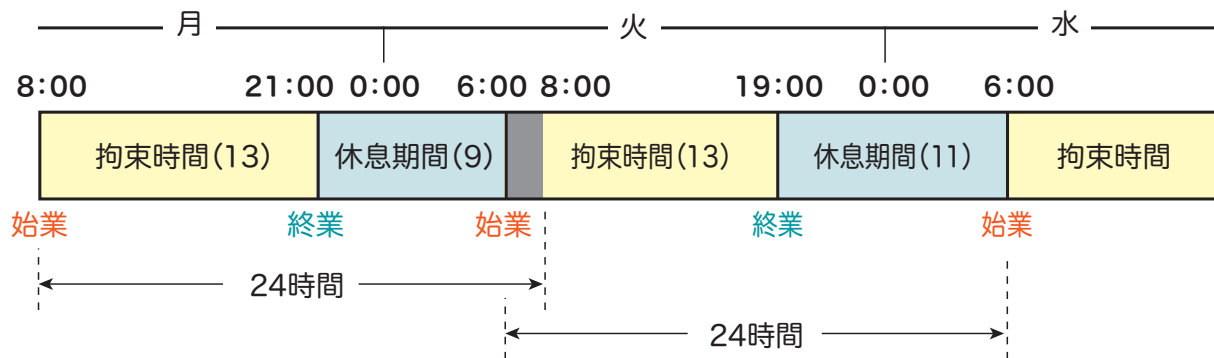 月 火 水
8:00 21:00 0:00 6:00 8:00 19:00 0:00 6:00
拘束時間(13) 休息期間(9) 拘束時間(13) 休息期間(11) 拘束時間
始業 終業 始業 終業 始業
24時間
24時間